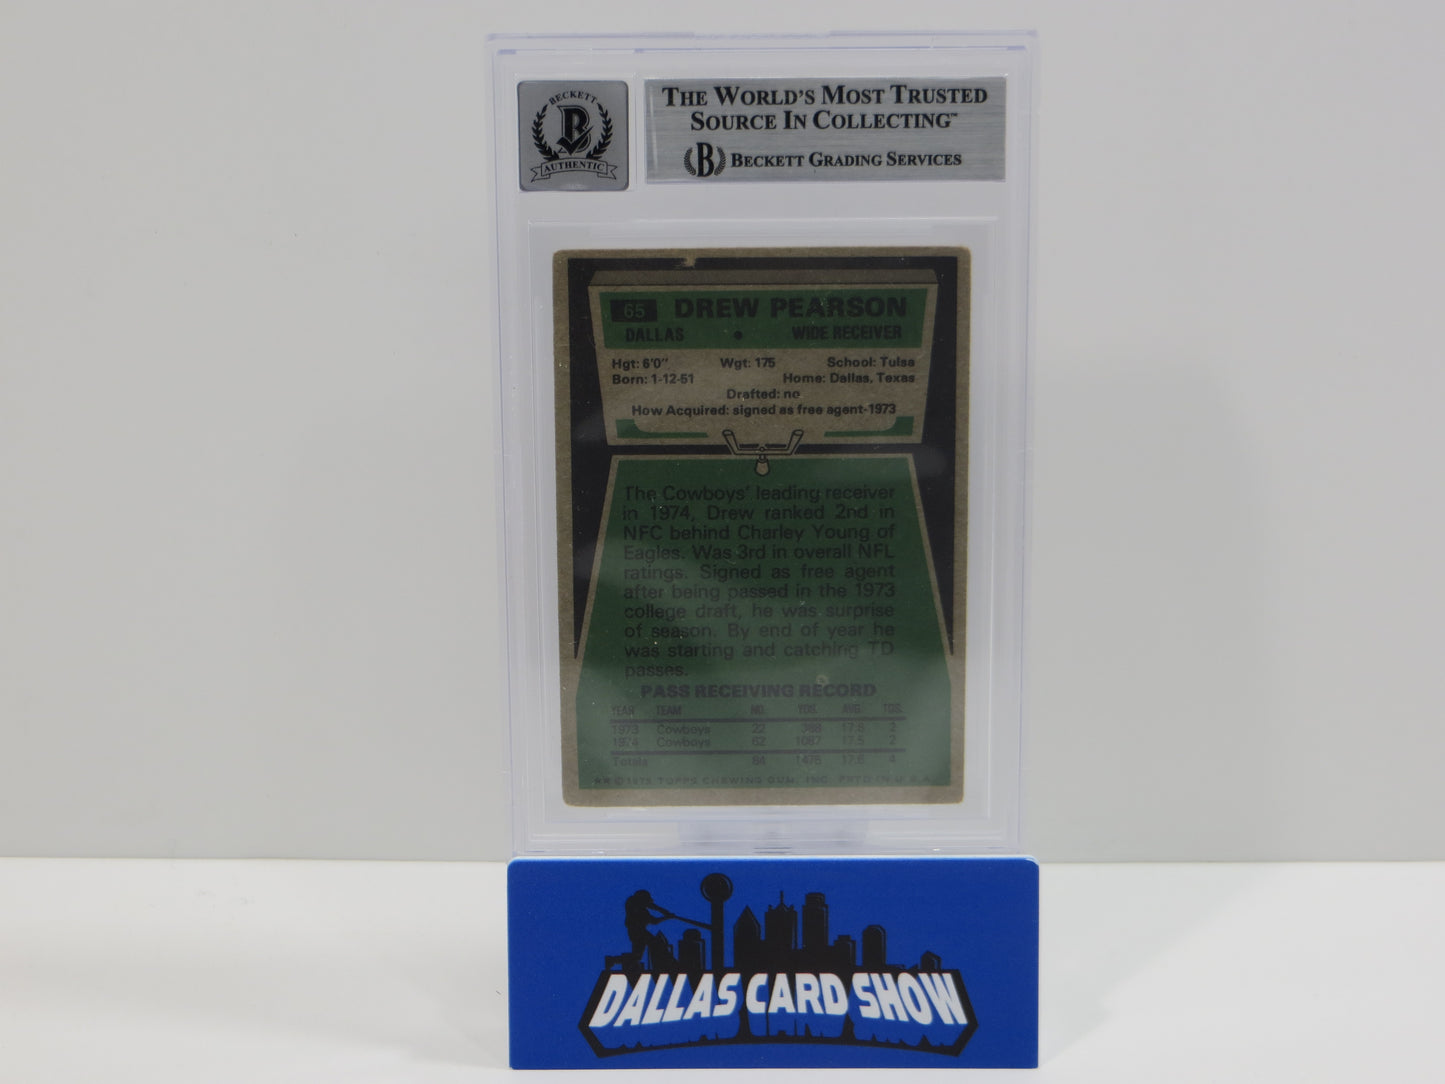 BECKETT
B
AUTHENTIC
THE WORLD'S MOST TRUSTED
SOURCE IN COLLECTING™
B BECKETT GRADING SERVICES
65 DREW PEARSON
DALLAS • WIDE RECEIVER
Hgt: 6'0" Wgt: 175 School: Tulsa
Born: 1-12-51 Home: Dallas, Texas
Drafted: no
How Acquired: signed as free agent-1973
The Cowboys' leading receiver
in 1974, Drew ranked 2nd in
NFC behind Charley Young of
Eagles. Was 3rd in overall NFL
ratings. Signed as free agent
after being passed in the 1973
college draft, he was surprise
of season. By end of year he
was starting and catching TD
passes.
PASS RECEIVING RECORD
YEAR TEAM NO. YDS. AVG. TDS.
1973 Cowboys 22 388 17.6 2
1974 Cowboys 62 1087 17.5 2
Totals 84 1475 17.6 4
★★ © 1975 TOPPS CHEWING GUM, INC. PRTD IN U.S.A.
DALLAS CARD SHOW